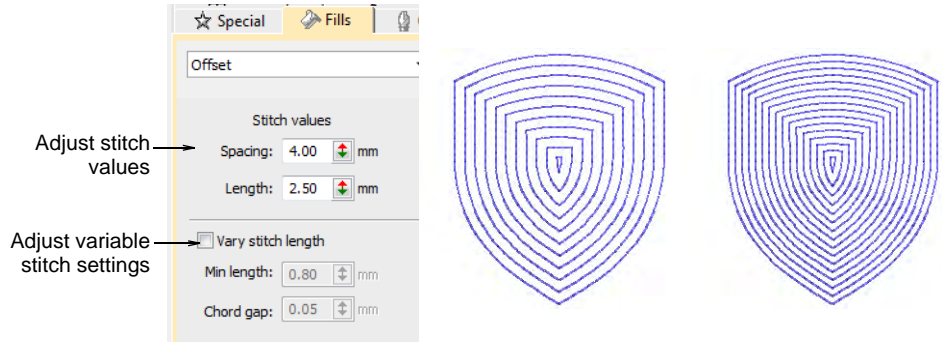 Special
Fills
Offset
Stitch values
Adjust stitch
values
Spacing: 4.00 mm
Length: 2.50 mm
Adjust variable
stitch settings
Vary stitch length
Min length: 0.80 mm
Chord gap: 0.05 mm